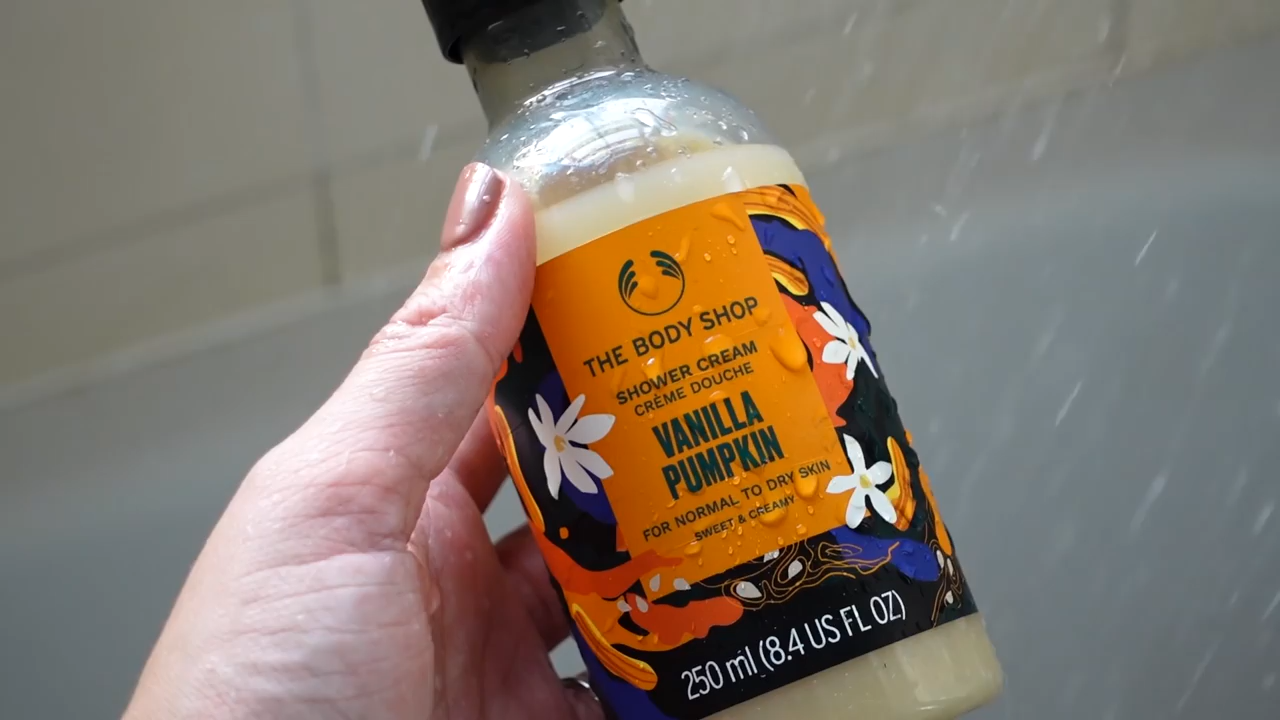 THE BODY SHOP
SHOWER CREAM
CRÈME DOUCHE
VANILLA
PUMPKIN
FOR NORMAL TO DRY SKIN
SWEET & CREAMY
250 ml (8.4 US FL OZ)